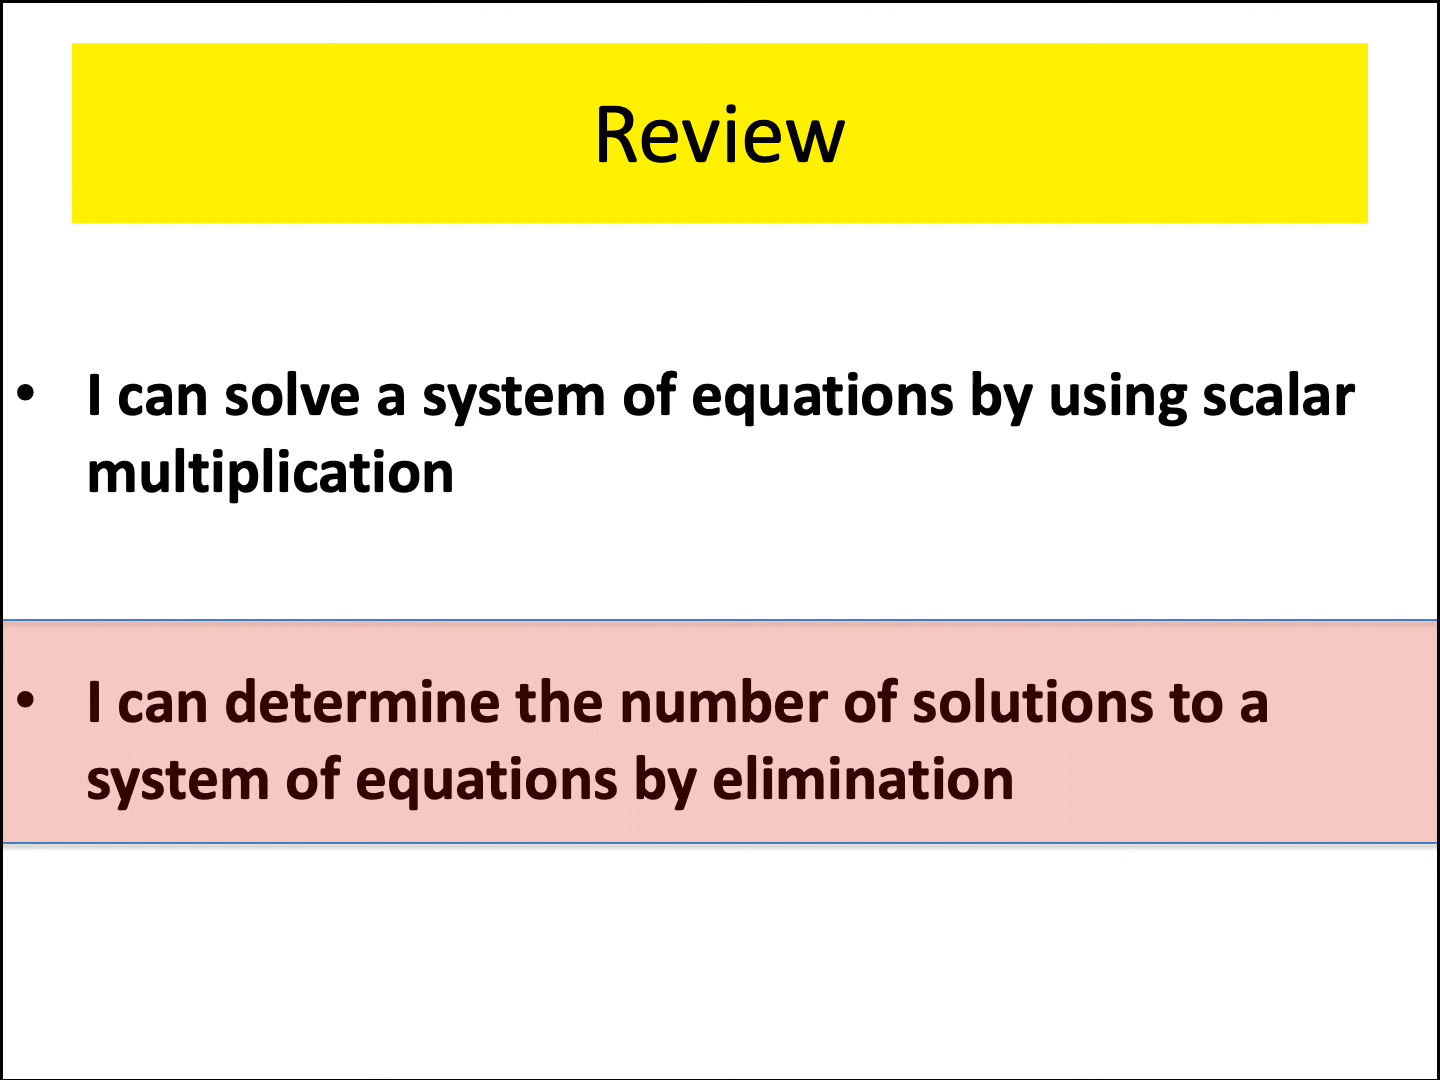 Review
• I can solve a system of equations by using scalar
multiplication
• I can determine the number of solutions to a
system of equations by elimination